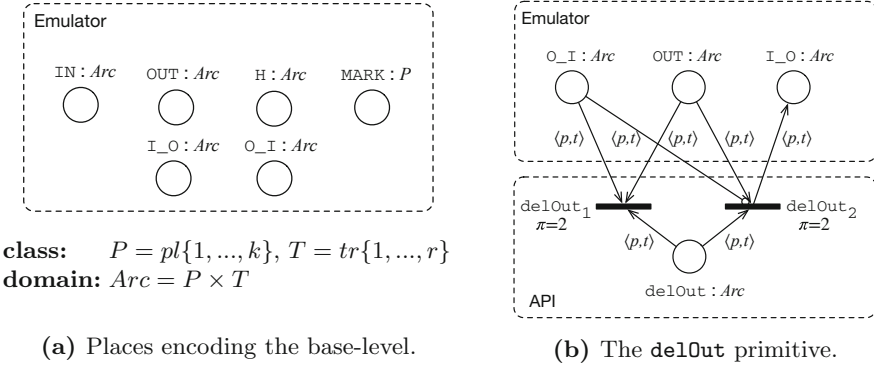 Emulator
IN : Arc OUT : Arc H : Arc MARK : P
I_O : Arc O_I : Arc
class: P = pl{1, ..., k}, T = tr{1, ..., r}
domain: Arc = P × T
(a) Places encoding the base-level.
Emulator
O_I : Arc OUT : Arc I_O : Arc
⟨p,t⟩ ⟨p,t⟩ ⟨p,t⟩ ⟨p,t⟩
delOut1 delOut2
π=2 π=2
⟨p,t⟩ ⟨p,t⟩
delOut : Arc
API
(b) The delOut primitive.